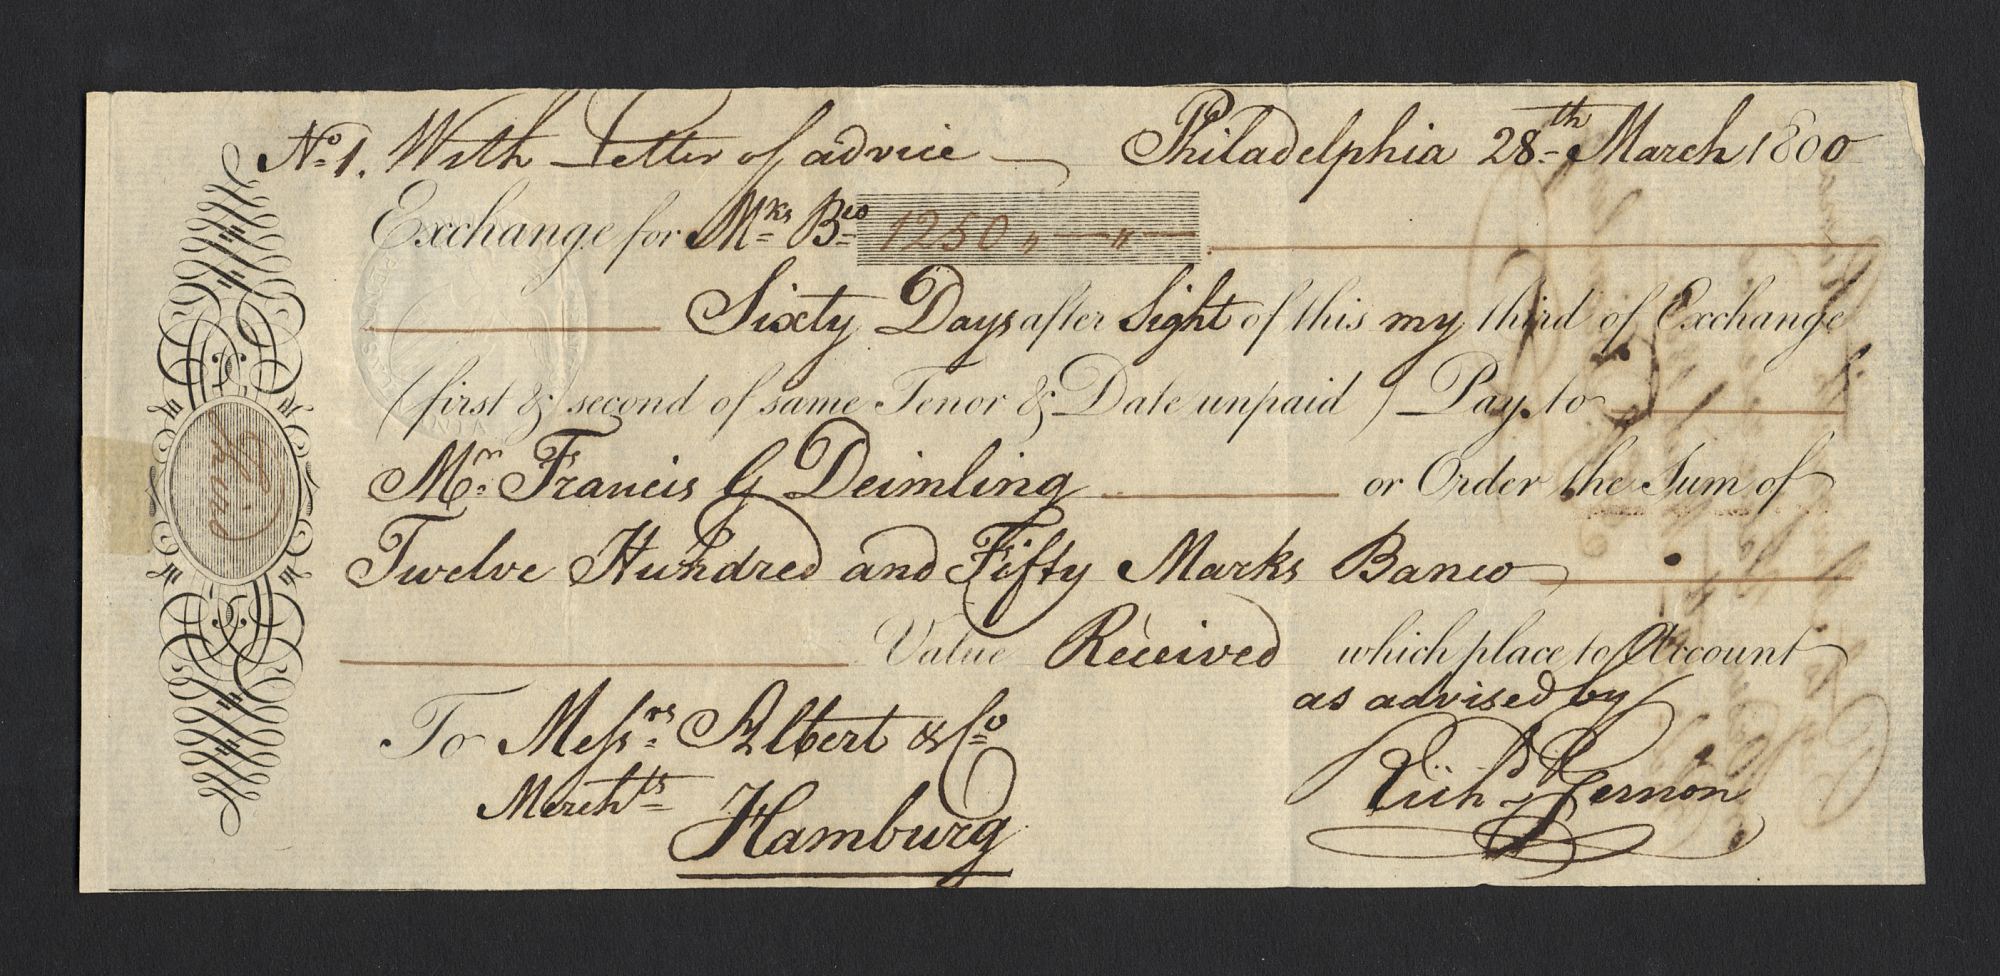 No. 1. With Letter of advice Philadelphia 28th March 1800
Exchange for Mks Bco 1250 „ — „ —
Sixty Days after Sight of this my third of Exchange
(first & second of same Tenor & Date unpaid) Pay to
Mr. Francis G Deimling or Order the Sum of
Twelve Hundred and Fifty Marks Banco
Value Received which place to Account
as advised by
To Messrs. Albert & Co
Merchts
Hamburg
Richd
Third